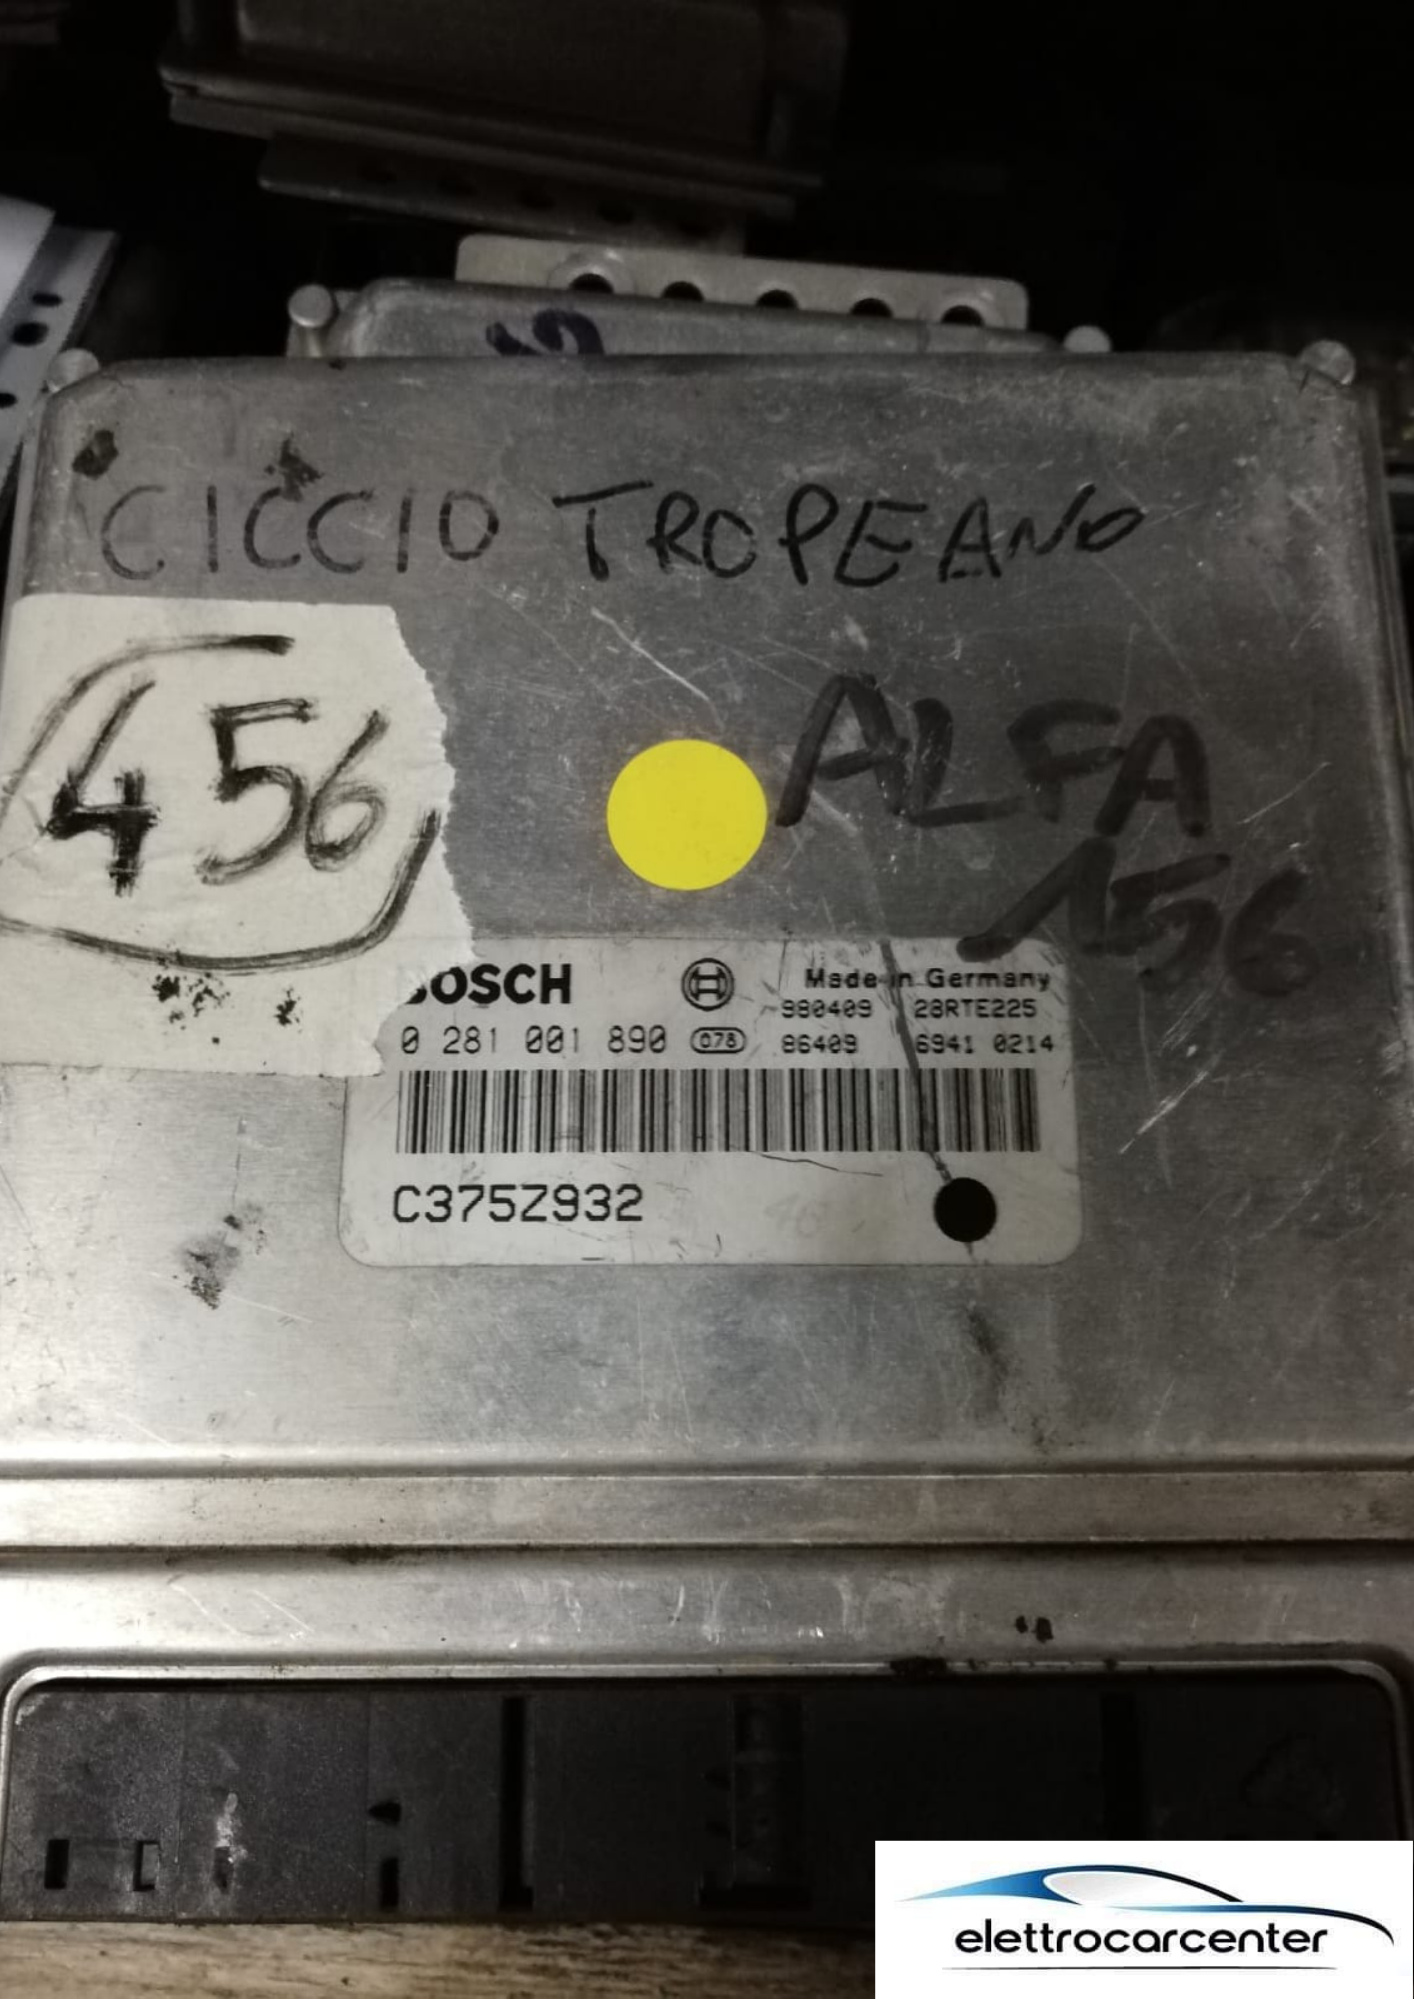 CICCIO TROPEANO
456
ALFA
156
BOSCH
Made in Germany
980409 28RTE225
0 281 001 890 078 86409 6941 0214
C375Z932
elettrocarcenter